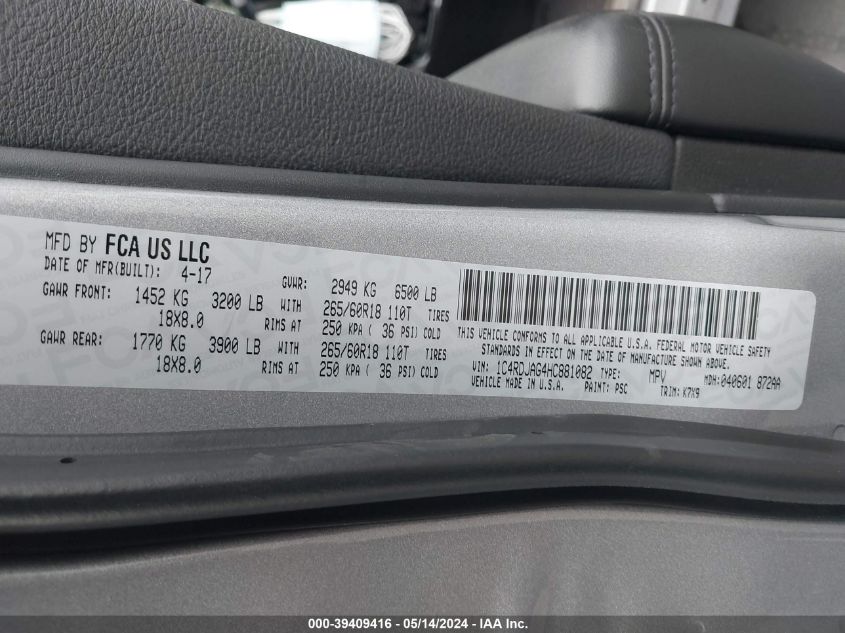 MFD BY FCA US LLC
DATE OF MFR(BUILT): 4-17 GVWR: 2949 KG 6500 LB
GAWR FRONT: 1452 KG 3200 LB WITH 265/60R18 110T TIRES
18X8.0 RIMS AT 250 KPA ( 36 PSI) COLD
GAWR REAR: 1770 KG 3900 LB WITH 265/60R18 110T TIRES
18X8.0 RIMS AT 250 KPA ( 36 PSI) COLD
THIS VEHICLE CONFORMS TO ALL APPLICABLE U.S.A. FEDERAL MOTOR VEHICLE SAFETY
STANDARDS IN EFFECT ON THE DATE OF MANUFACTURE SHOWN ABOVE.
VIN: 1C4RDJAG4HC881082 TYPE: MPV MDH: 040601 872AA
VEHICLE MADE IN U.S.A. PAINT: PSC TRIM: K7X9
000-39409416 - 05/14/2024 - IAA Inc.